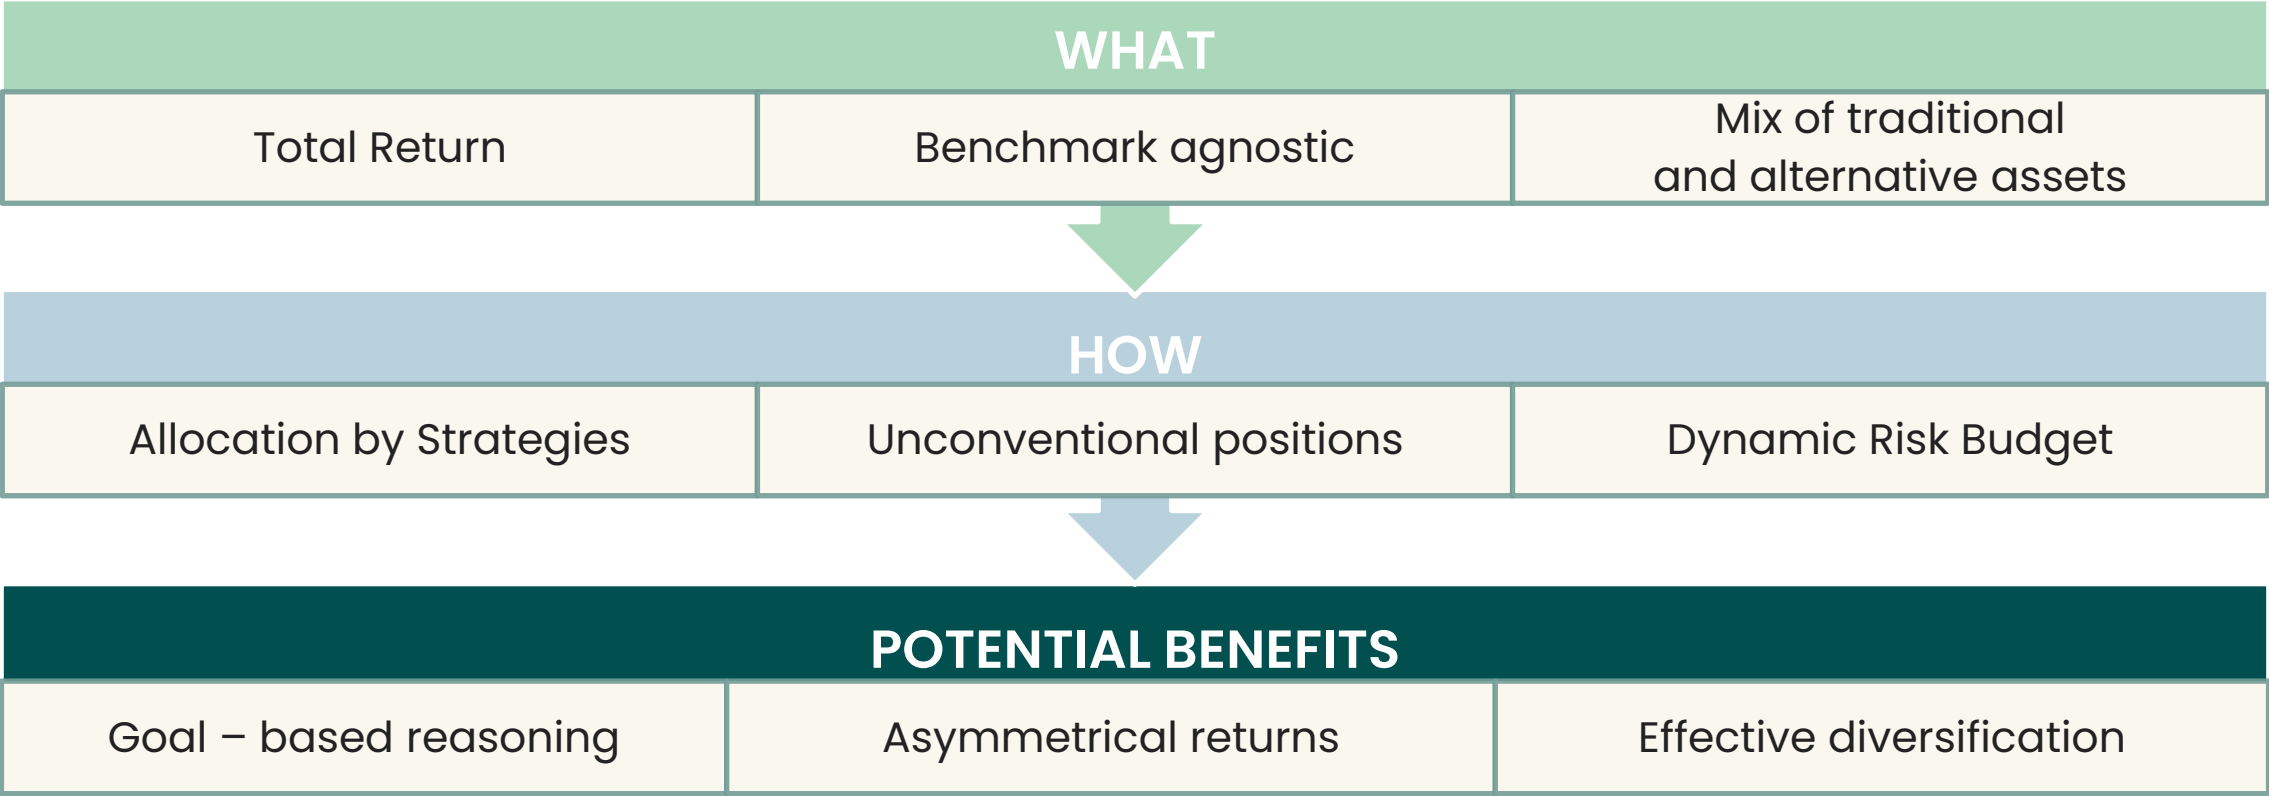 WHAT
Total Return
Benchmark agnostic
Mix of traditional
and alternative assets
HOW
Allocation by Strategies
Unconventional positions
Dynamic Risk Budget
POTENTIAL BENEFITS
Goal – based reasoning
Asymmetrical returns
Effective diversification